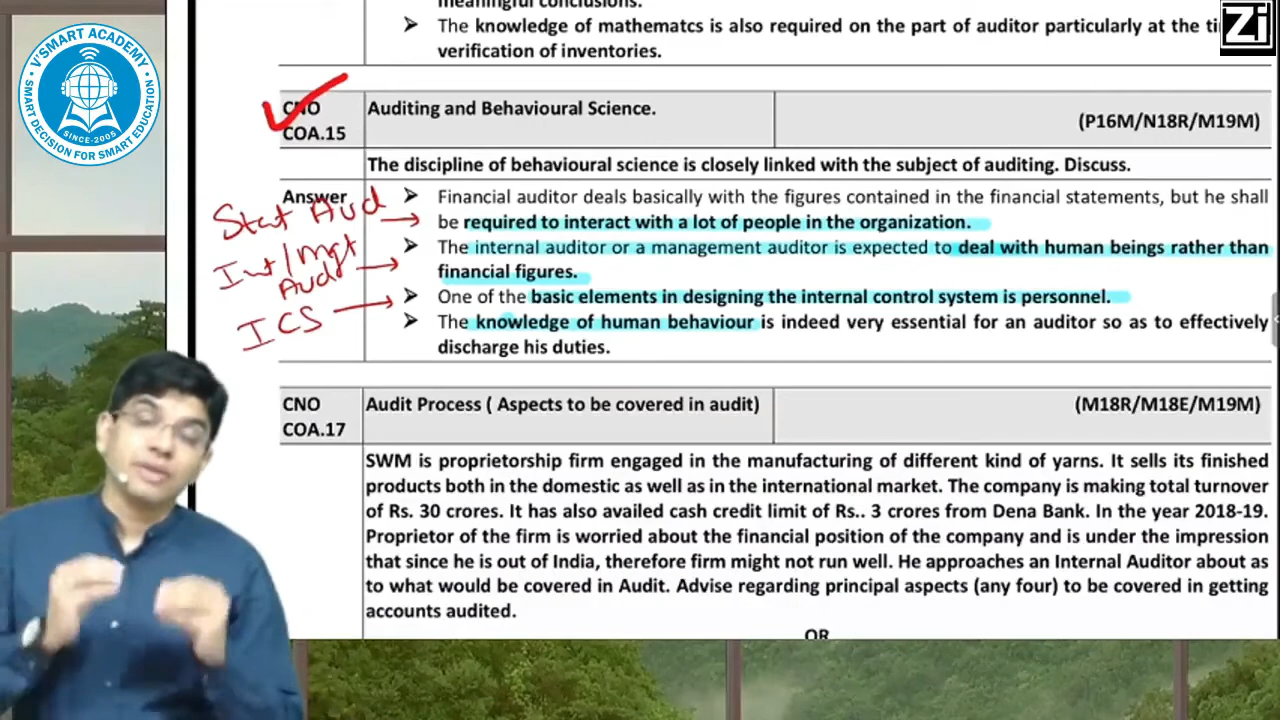 meaningful conclusions.
➤ The knowledge of mathematcs is also required on the part of auditor particularly at the
verification of inventories.
V'SMART ACADEMY
SINCE-2005
SMART DECISION FOR SMART EDUCATION
Zi
CNO
COA.15
Auditing and Behavioural Science.
(P16M/N18R/M19M)
The discipline of behavioural science is closely linked with the subject of auditing. Discuss.
Answer
➤ Financial auditor deals basically with the figures contained in the financial statements, but he shall
be required to interact with a lot of people in the organization.
➤ The internal auditor or a management auditor is expected to deal with human beings rather than
financial figures.
➤ One of the basic elements in designing the internal control system is personnel.
➤ The knowledge of human behaviour is indeed very essential for an auditor so as to effectively
discharge his duties.
Stat Aud
Int/Mgt
Aud
ICS
CNO
COA.17
Audit Process ( Aspects to be covered in audit)
(M18R/M18E/M19M)
SWM is proprietorship firm engaged in the manufacturing of different kind of yarns. It sells its finished
products both in the domestic as well as in the international market. The company is making total turnover
of Rs. 30 crores. It has also availed cash credit limit of Rs.. 3 crores from Dena Bank. In the year 2018-19.
Proprietor of the firm is worried about the financial position of the company and is under the impression
that since he is out of India, therefore firm might not run well. He approaches an Internal Auditor about as
to what would be covered in Audit. Advise regarding principal aspects (any four) to be covered in getting
accounts audited.
OR